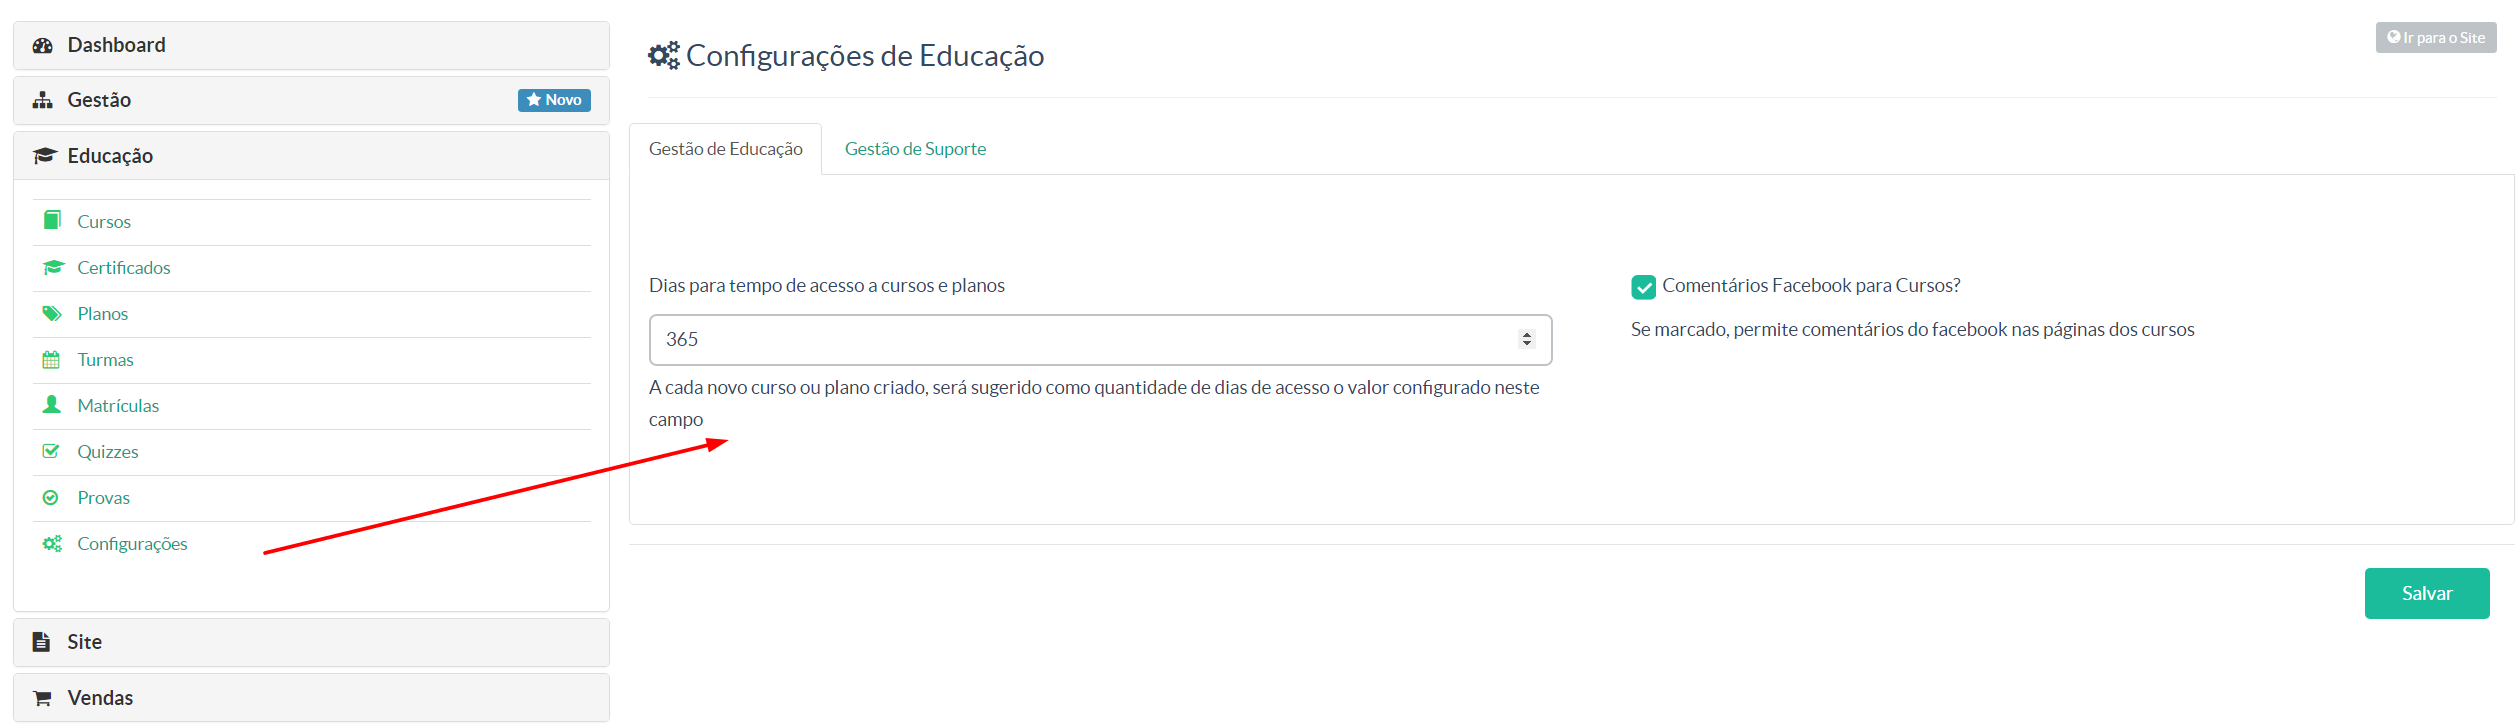 Dashboard
Gestão
Novo
Educação
Cursos
Certificados
Planos
Turmas
Matrículas
Quizzes
Provas
Configurações
Site
Vendas
Configurações de Educação
Ir para o Site
Gestão de Educação
Gestão de Suporte
Dias para tempo de acesso a cursos e planos
365
A cada novo curso ou plano criado, será sugerido como quantidade de dias de acesso o valor configurado neste
campo
Comentários Facebook para Cursos?
Se marcado, permite comentários do facebook nas páginas dos cursos
Salvar